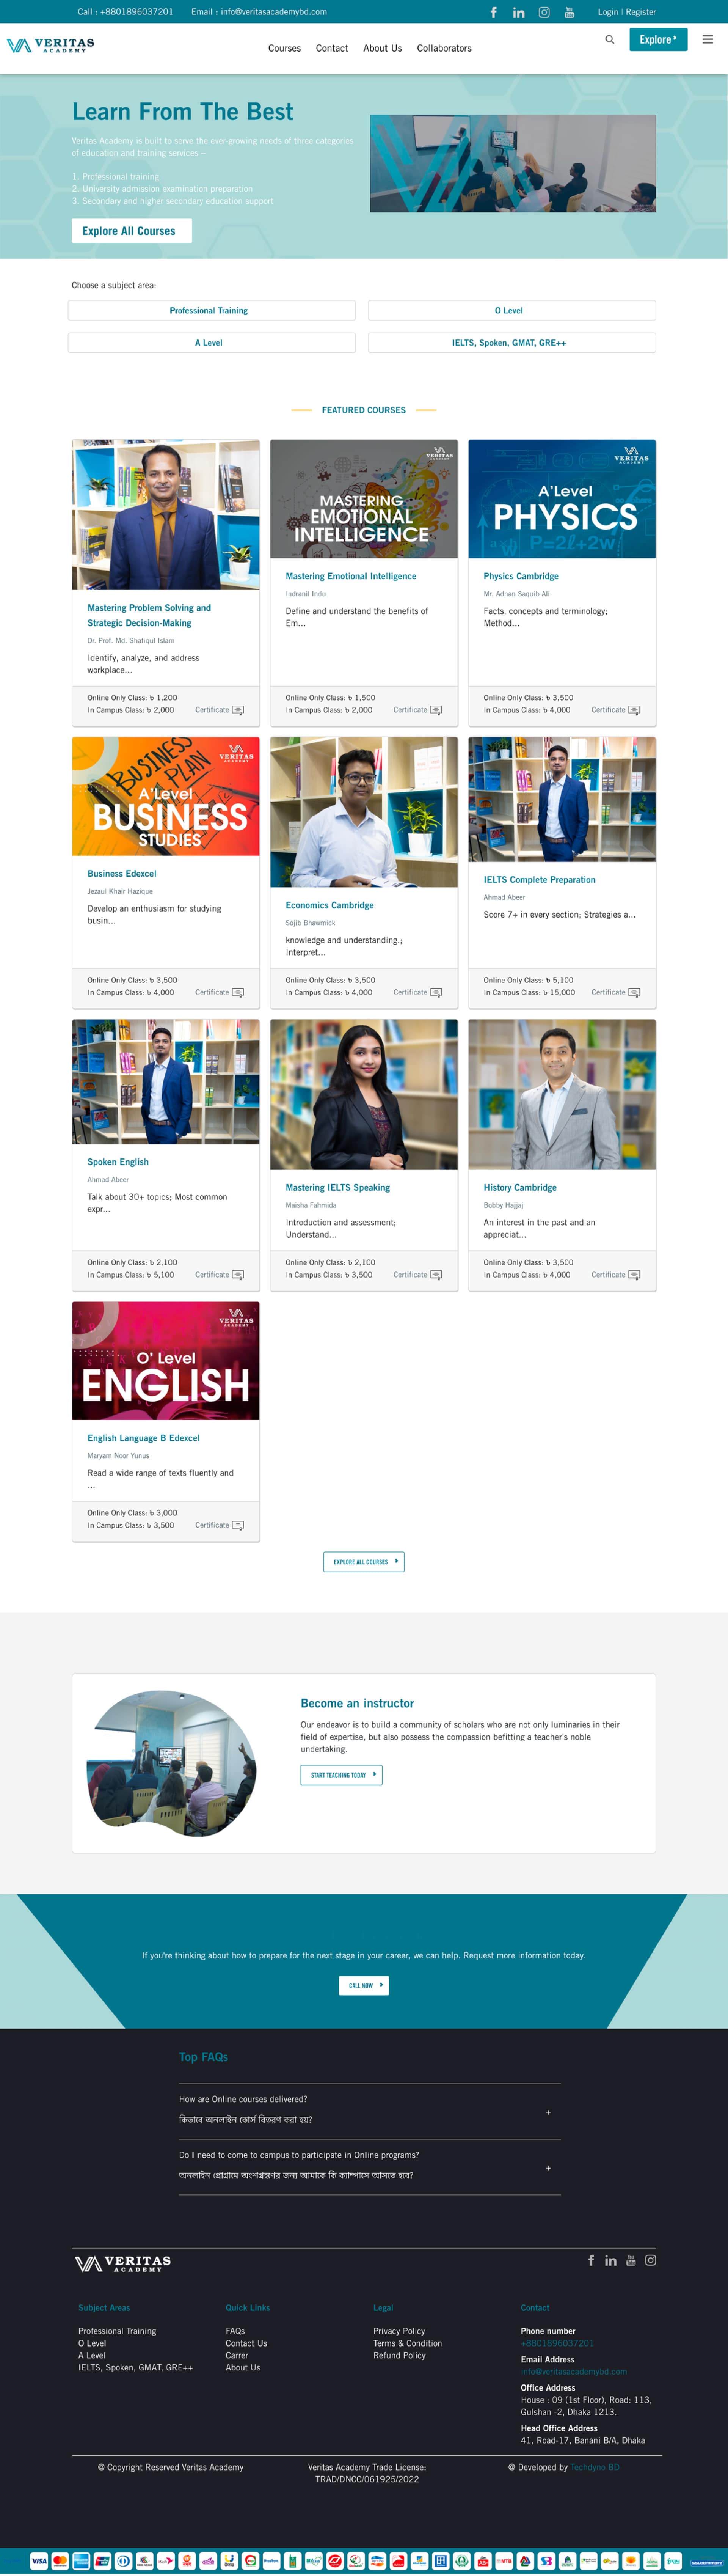 Call : +8801896037201 Email : info@veritasacademybd.com Login | Register
VERITAS
ACADEMY
Courses Contact About Us Collaborators
Explore
Learn From The Best
Veritas Academy is built to serve the ever-growing needs of three categories
of education and training services –
1. Professional training
2. University admission examination preparation
3. Secondary and higher secondary education support
Explore All Courses
Choose a subject area:
Professional Training
O Level
A Level
IELTS, Spoken, GMAT, GRE++
FEATURED COURSES
Mastering Problem Solving and
Strategic Decision-Making
Dr. Prof. Md. Shafiqul Islam
Identify, analyze, and address
workplace...
Online Only Class: ৳ 1,200
In Campus Class: ৳ 2,000 Certificate
VERITAS
ACADEMY
MASTERING
EMOTIONAL
INTELLIGENCE
Mastering Emotional Intelligence
Indranil Indu
Define and understand the benefits of
Em...
Online Only Class: ৳ 1,500
In Campus Class: ৳ 2,000 Certificate
VERITAS
ACADEMY
A'Level
PHYSICS
P=2ℓ+2w
Physics Cambridge
Mr. Adnan Saquib Ali
Facts, concepts and terminology;
Method...
Online Only Class: ৳ 3,500
In Campus Class: ৳ 4,000 Certificate
BUSINESS
PLAN
VERITAS
ACADEMY
A'Level
BUSINESS
STUDIES
Business Edexcel
Jezaul Khair Hazique
Develop an enthusiasm for studying
busin...
Online Only Class: ৳ 3,500
In Campus Class: ৳ 4,000 Certificate
Economics Cambridge
Sojib Bhawmick
knowledge and understanding.;
Interpret...
Online Only Class: ৳ 3,500
In Campus Class: ৳ 4,000 Certificate
IELTS Complete Preparation
Ahmad Abeer
Score 7+ in every section; Strategies a...
Online Only Class: ৳ 5,100
In Campus Class: ৳ 15,000 Certificate
Spoken English
Ahmad Abeer
Talk about 30+ topics; Most common
expr...
Online Only Class: ৳ 2,100
In Campus Class: ৳ 5,100 Certificate
Mastering IELTS Speaking
Maisha Fahmida
Introduction and assessment;
Understand...
Online Only Class: ৳ 2,100
In Campus Class: ৳ 3,500 Certificate
History Cambridge
Bobby Hajjaj
An interest in the past and an
appreciat...
Online Only Class: ৳ 3,500
In Campus Class: ৳ 4,000 Certificate
VERITAS
ACADEMY
O' Level
ENGLISH
English Language B Edexcel
Maryam Noor Yunus
Read a wide range of texts fluently and
...
Online Only Class: ৳ 3,000
In Campus Class: ৳ 3,500 Certificate
EXPLORE ALL COURSES
Become an instructor
Our endeavor is to build a community of scholars who are not only luminaries in their
field of expertise, but also possess the compassion befitting a teacher's noble
undertaking.
START TEACHING TODAY
If you're thinking about how to prepare for the next stage in your career, we can help. Request more information today.
CALL NOW
Top FAQs
How are Online courses delivered?
কিভাবে অনলাইন কোর্স বিতরণ করা হয়?
+
Do I need to come to campus to participate in Online programs?
অনলাইন প্রোগ্রামে অংশগ্রহণের জন্য আমাকে কি ক্যাম্পাসে আসতে হবে?
+
VERITAS
ACADEMY
Subject Areas
Professional Training
O Level
A Level
IELTS, Spoken, GMAT, GRE++
Quick Links
FAQs
Contact Us
Carrer
About Us
Legal
Privacy Policy
Terms & Condition
Refund Policy
Contact
Phone number
+8801896037201
Email Address
info@veritasacademybd.com
Office Address
House : 09 (1st Floor), Road: 113,
Gulshan -2, Dhaka 1213.
Head Office Address
41, Road-17, Banani B/A, Dhaka
@ Copyright Reserved Veritas Academy
Veritas Academy Trade License:
TRAD/DNCC/061925/2022
@ Developed by Techdyno BD
VISA